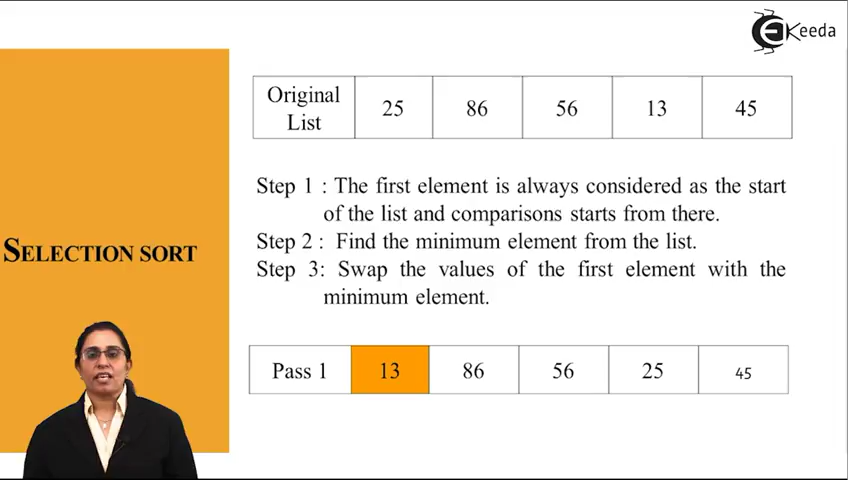 Keeda
Original List 25 86 56 13 45
Step 1 : The first element is always considered as the start
of the list and comparisons starts from there.
Step 2 : Find the minimum element from the list.
Step 3: Swap the values of the first element with the
minimum element.
SELECTION SORT
Pass 1 13 86 56 25 45